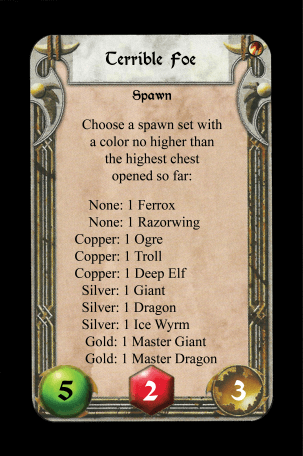 Terrible Foe
Spawn
Choose a spawn set with
a color no higher than
the highest chest
opened so far:
None: 1 Ferrox
None: 1 Razorwing
Copper: 1 Ogre
Copper: 1 Troll
Copper: 1 Deep Elf
Silver: 1 Giant
Silver: 1 Dragon
Silver: 1 Ice Wyrm
Gold: 1 Master Giant
Gold: 1 Master Dragon
5 2 3